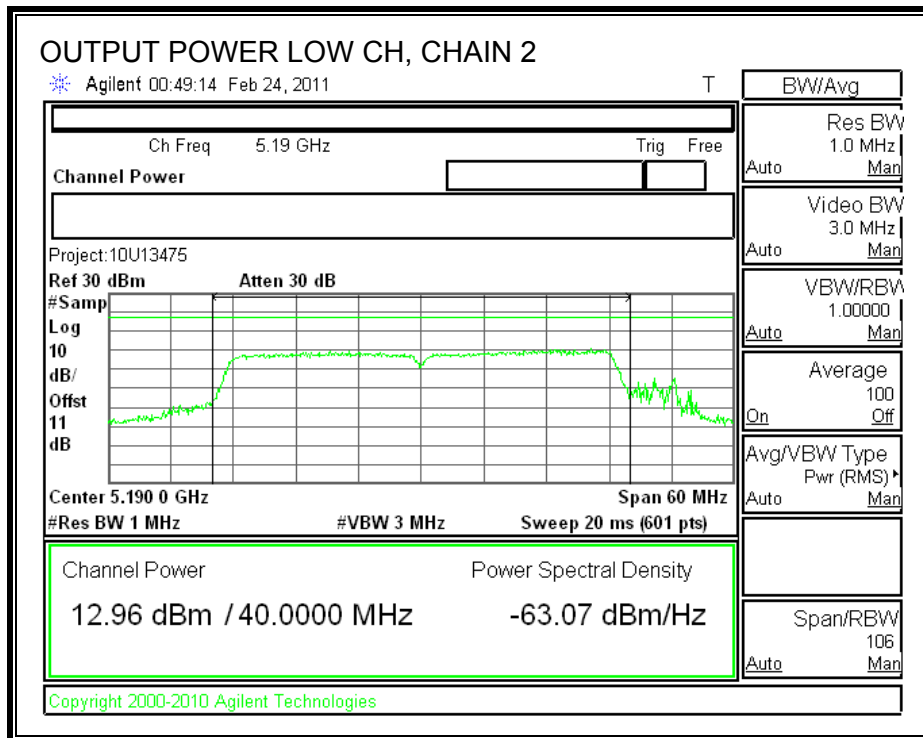 OUTPUT POWER LOW CH, CHAIN 2
Agilent 00:49:14 Feb 24, 2011 T
Ch Freq 5.19 GHz Trig Free
Channel Power
Project:10U13475
Ref 30 dBm Atten 30 dB
#Samp
Log
10
dB/
Offst
11
dB
Center 5.190 0 GHz Span 60 MHz
#Res BW 1 MHz #VBW 3 MHz Sweep 20 ms (601 pts)
Channel Power Power Spectral Density
12.96 dBm / 40.0000 MHz -63.07 dBm/Hz
Copyright 2000-2010 Agilent Technologies
BW/Avg
Res BW
1.0 MHz
Auto Man
Video BW
3.0 MHz
Auto Man
VBW/RBW
1.00000
Auto Man
Average
100
On Off
Avg/VBW Type
Pwr (RMS)
Auto Man
Span/RBW
106
Auto Man